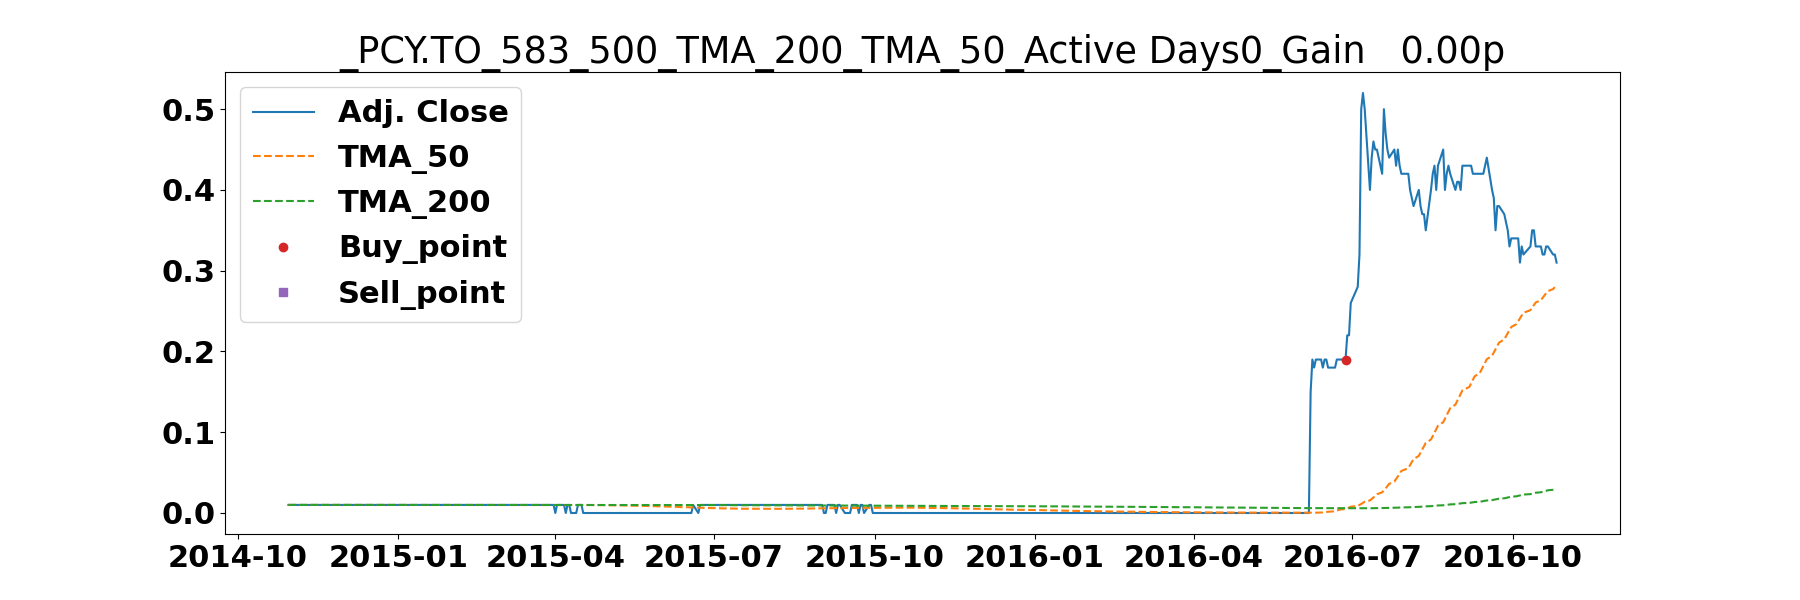 _PCY.TO_583_500_TMA_200_TMA_50_Active Days0_Gain   0.00p
Adj. Close
TMA_50
TMA_200
Buy_point
Sell_point
0.5
0.4
0.3
0.2
0.1
0.0
2014-10 2015-01 2015-04 2015-07 2015-10 2016-01 2016-04 2016-07 2016-10